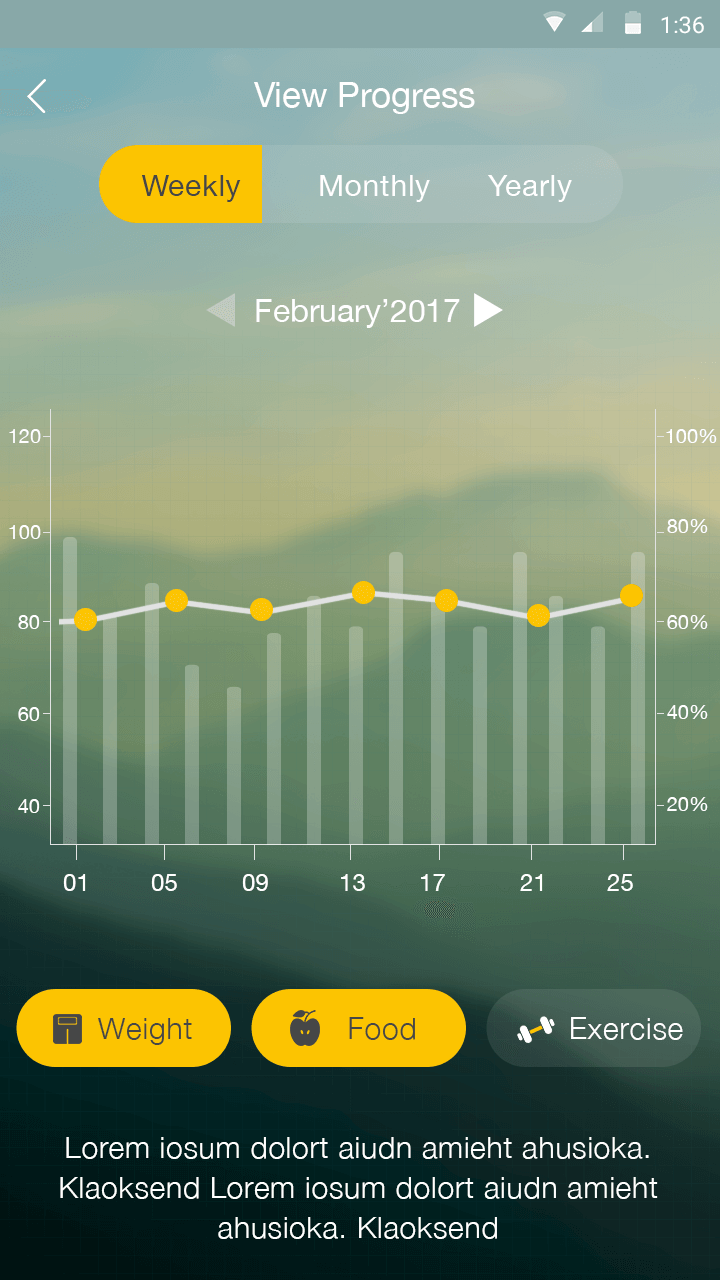 1:36
View Progress
Weekly Monthly Yearly
February’2017
120 100%
100 80%
80 60%
60 40%
40 20%
01 05 09 13 17 21 25
Weight Food Exercise
Lorem iosum dolort aiudn amieht ahusioka.
Klaoksend Lorem iosum dolort aiudn amieht
ahusioka. Klaoksend